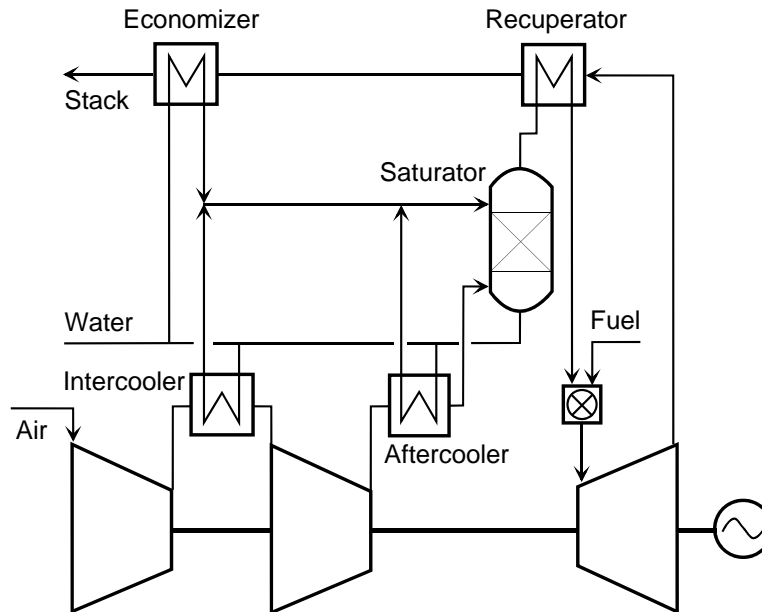 Economizer
Recuperator
Stack
Saturator
Water
Fuel
Intercooler
Air
Aftercooler